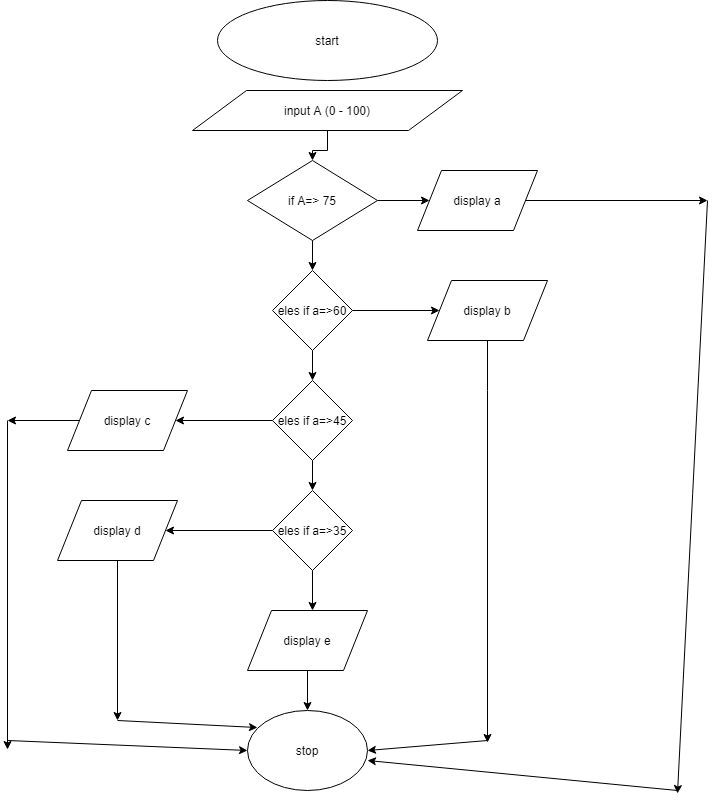 start
input A (0 - 100)
if A=> 75
display a
eles if a=>60
display b
display c
eles if a=>45
display d
eles if a=>35
display e
stop